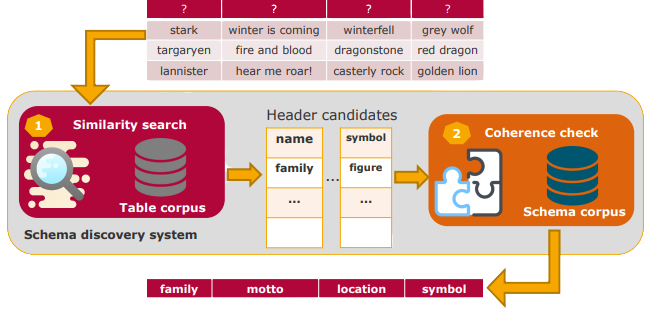 ? ? ? ?
stark winter is coming winterfell grey wolf
targaryen fire and blood dragonstone red dragon
lannister hear me roar! casterly rock golden lion
1 Similarity search
Table corpus
Header candidates
name symbol
family ... figure
... ...
2 Coherence check
Schema corpus
Schema discovery system
family motto location symbol